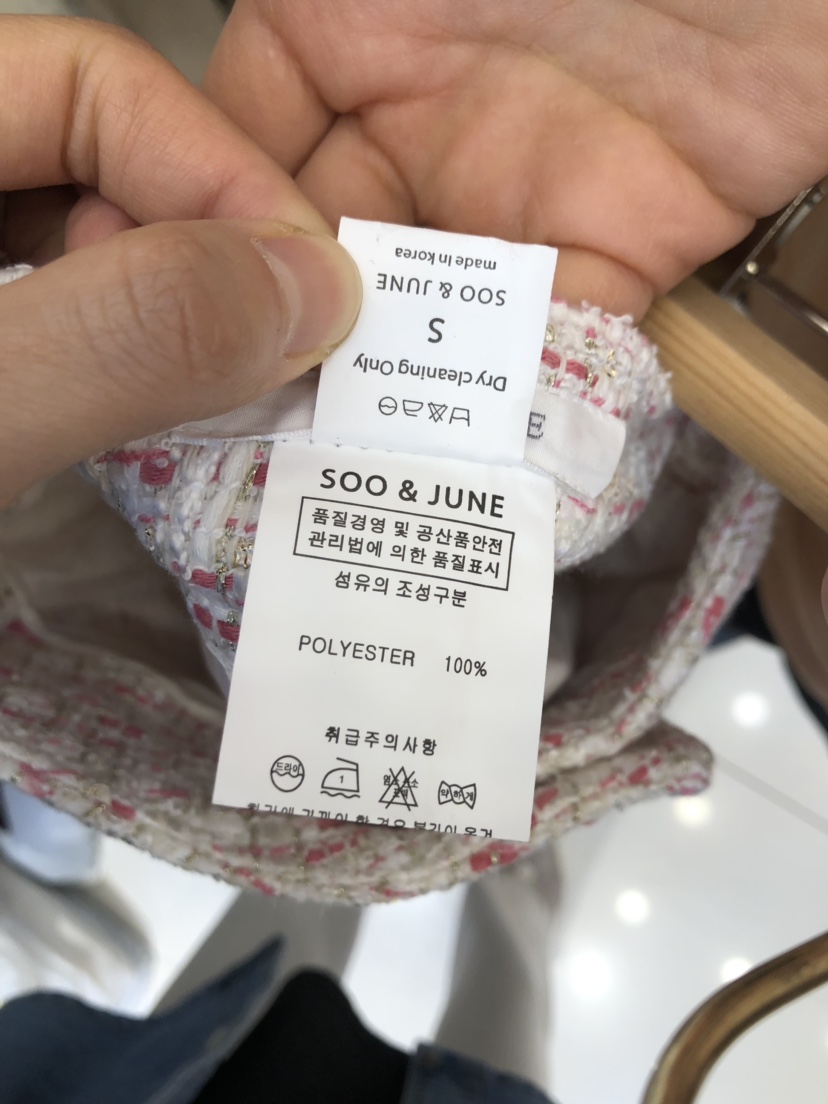 made In korea
SOO & JUNE
S
Dry cleaning Only
SOO & JUNE
품질경영 및 공산품안전
관리법에 의한 품질표시
섬유의 조성구분
POLYESTER 100%
취급주의사항
드라이
1
약하게